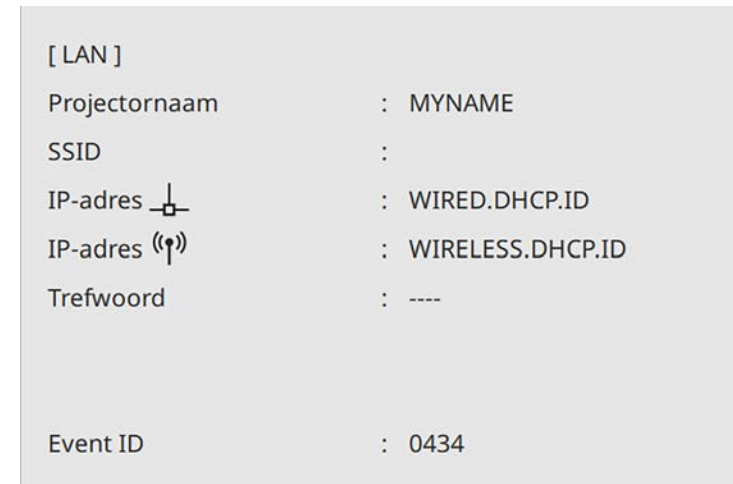 [ LAN ]
Projectornaam : MYNAME
SSID :
IP-adres : WIRED.DHCP.ID
IP-adres : WIRELESS.DHCP.ID
Trefwoord : ----
Event ID : 0434